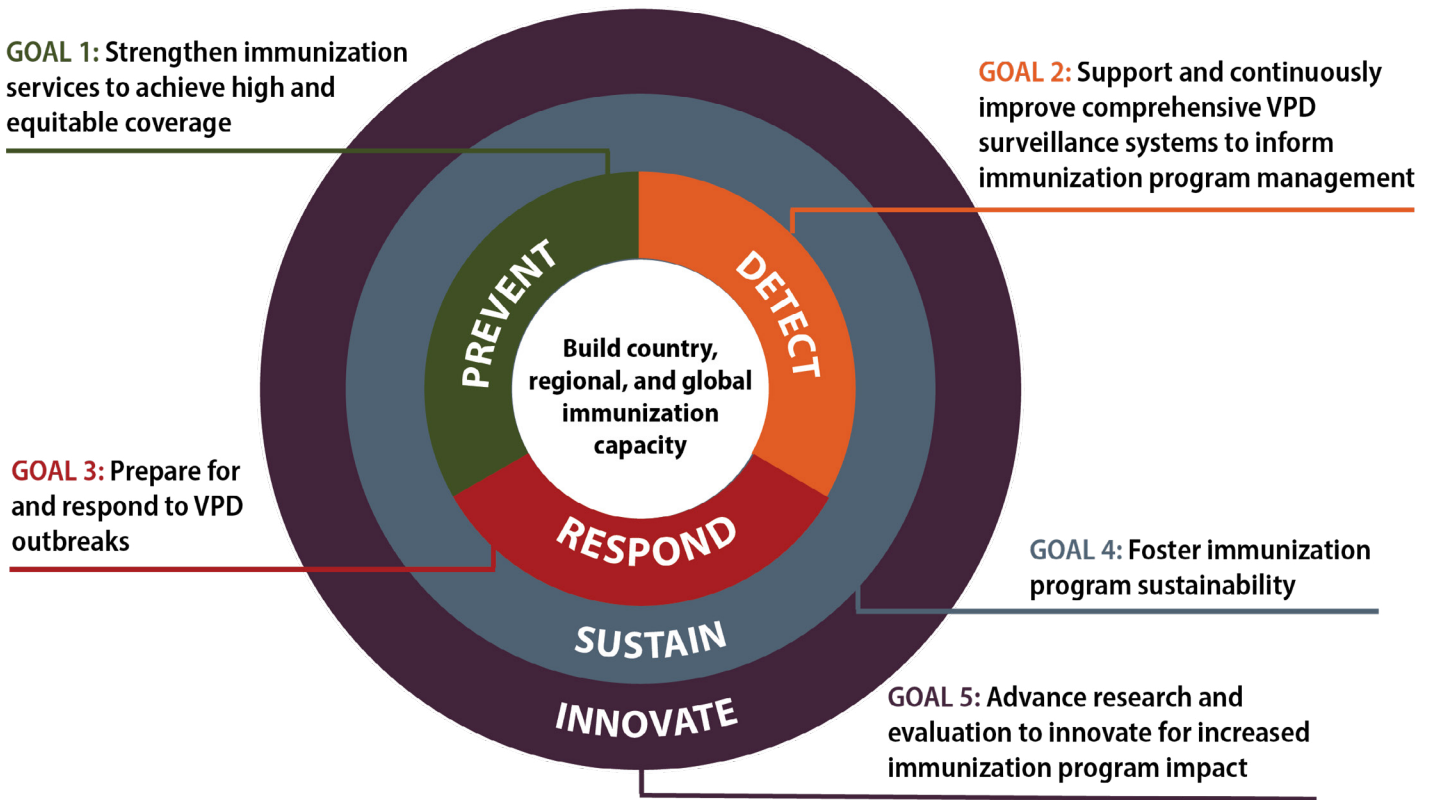 GOAL 1: Strengthen immunization
services to achieve high and
equitable coverage
GOAL 2: Support and continuously
improve comprehensive VPD
surveillance systems to inform
immunization program management
PREVENT
DETECT
Build country,
regional, and global
immunization
capacity
GOAL 3: Prepare for
and respond to VPD
outbreaks
RESPOND
GOAL 4: Foster immunization
program sustainability
SUSTAIN
INNOVATE
GOAL 5: Advance research and
evaluation to innovate for increased
immunization program impact